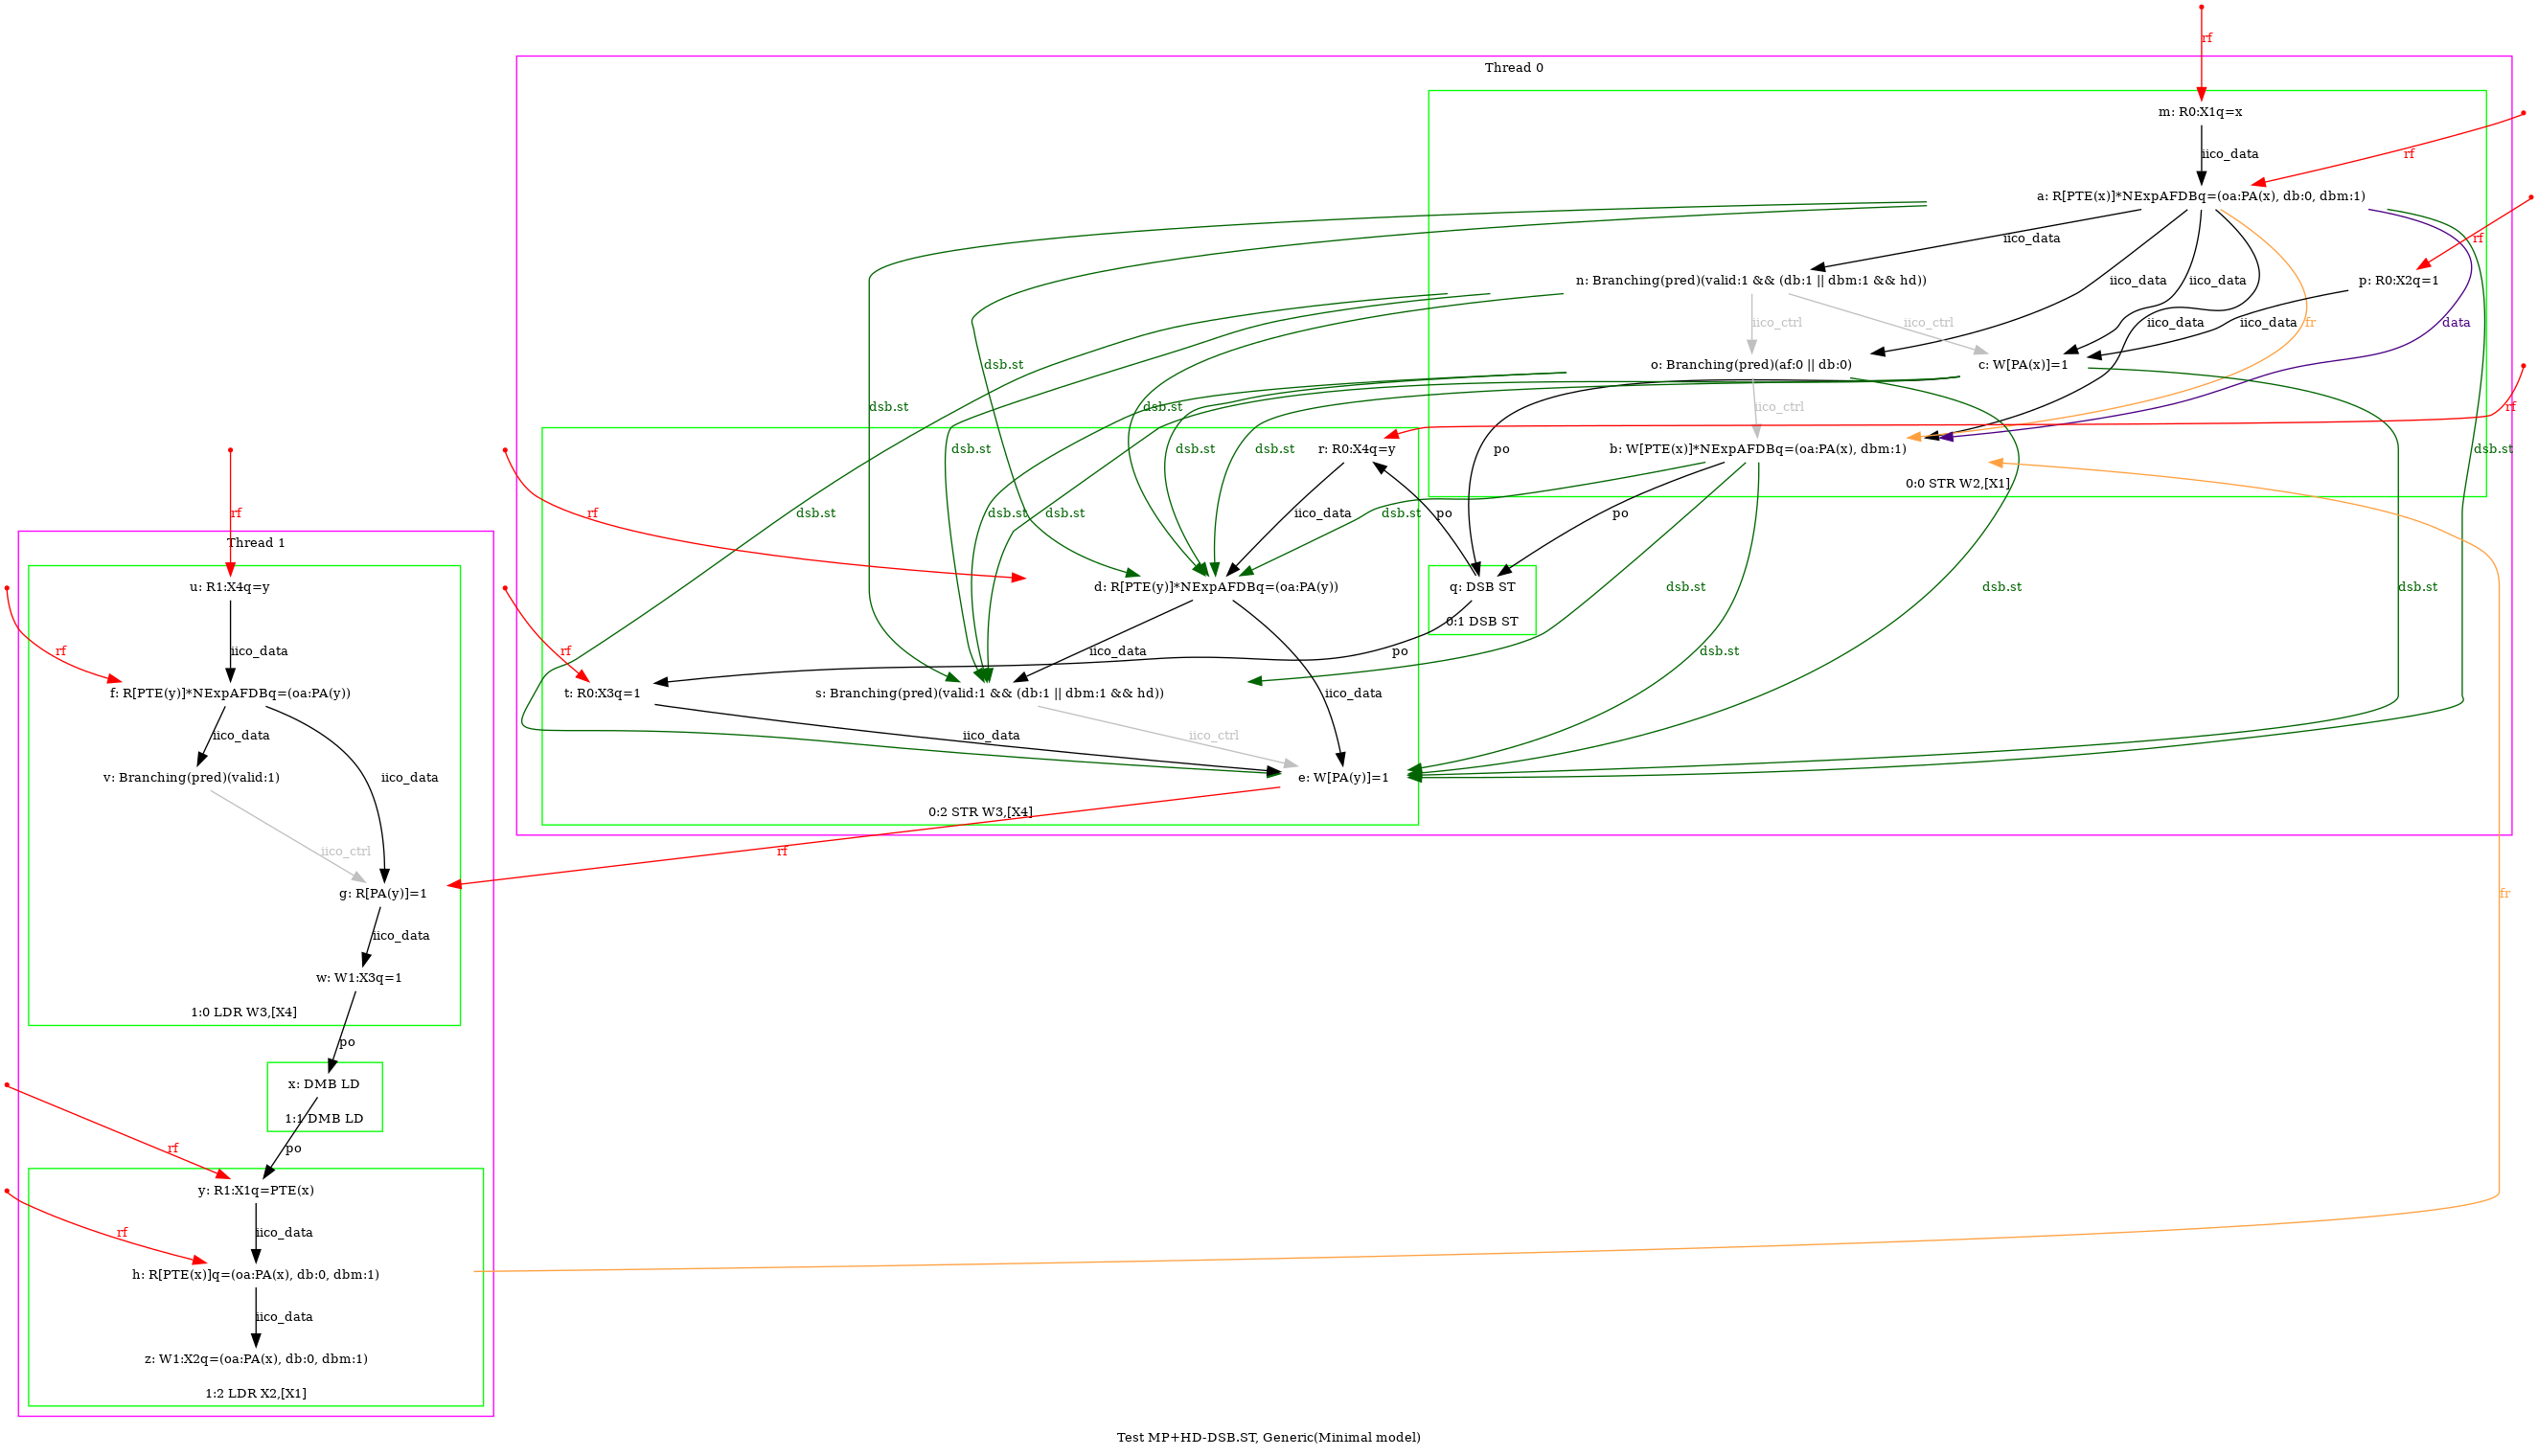 rf
Thread 0
m: R0:X1q=x
iico_data
rf
a: R[PTE(x)]*NExpAFDBq=(oa:PA(x), db:0, dbm:1)
iico_data
rf
n: Branching(pred)(valid:1 && (db:1 || dbm:1 && hd))
iico_data
iico_data
p: R0:X2q=1
iico_ctrl
iico_ctrl
iico_data
iico_data
fr
data
dsb.st
o: Branching(pred)(af:0 || db:0)
c: W[PA(x)]=1
dsb.st
dsb.st
iico_ctrl
rf
rf
r: R0:X4q=y
dsb.st
dsb.st
dsb.st
po
b: W[PTE(x)]*NExpAFDBq=(oa:PA(x), dbm:1)
dsb.st
0:0 STR W2,[X1]
rf
rf
dsb.st
dsb.st
dsb.st
iico_data
dsb.st
po
po
Thread 1
u: R1:X4q=y
d: R[PTE(y)]*NExpAFDBq=(oa:PA(y))
q: DSB ST
dsb.st
dsb.st
dsb.st
0:1 DSB ST
rf
iico_data
rf
iico_data
po
dsb.st
f: R[PTE(y)]*NExpAFDBq=(oa:PA(y))
t: R0:X3q=1
s: Branching(pred)(valid:1 && (db:1 || dbm:1 && hd))
iico_data
iico_data
iico_data
iico_ctrl
v: Branching(pred)(valid:1)
iico_data
e: W[PA(y)]=1
0:2 STR W3,[X4]
iico_ctrl
rf
g: R[PA(y)]=1
fr
iico_data
w: W1:X3q=1
1:0 LDR W3,[X4]
po
x: DMB LD
1:1 DMB LD
rf
po
y: R1:X1q=PTE(x)
rf
iico_data
h: R[PTE(x)]q=(oa:PA(x), db:0, dbm:1)
iico_data
z: W1:X2q=(oa:PA(x), db:0, dbm:1)
1:2 LDR X2,[X1]
Test MP+HD-DSB.ST, Generic(Minimal model)